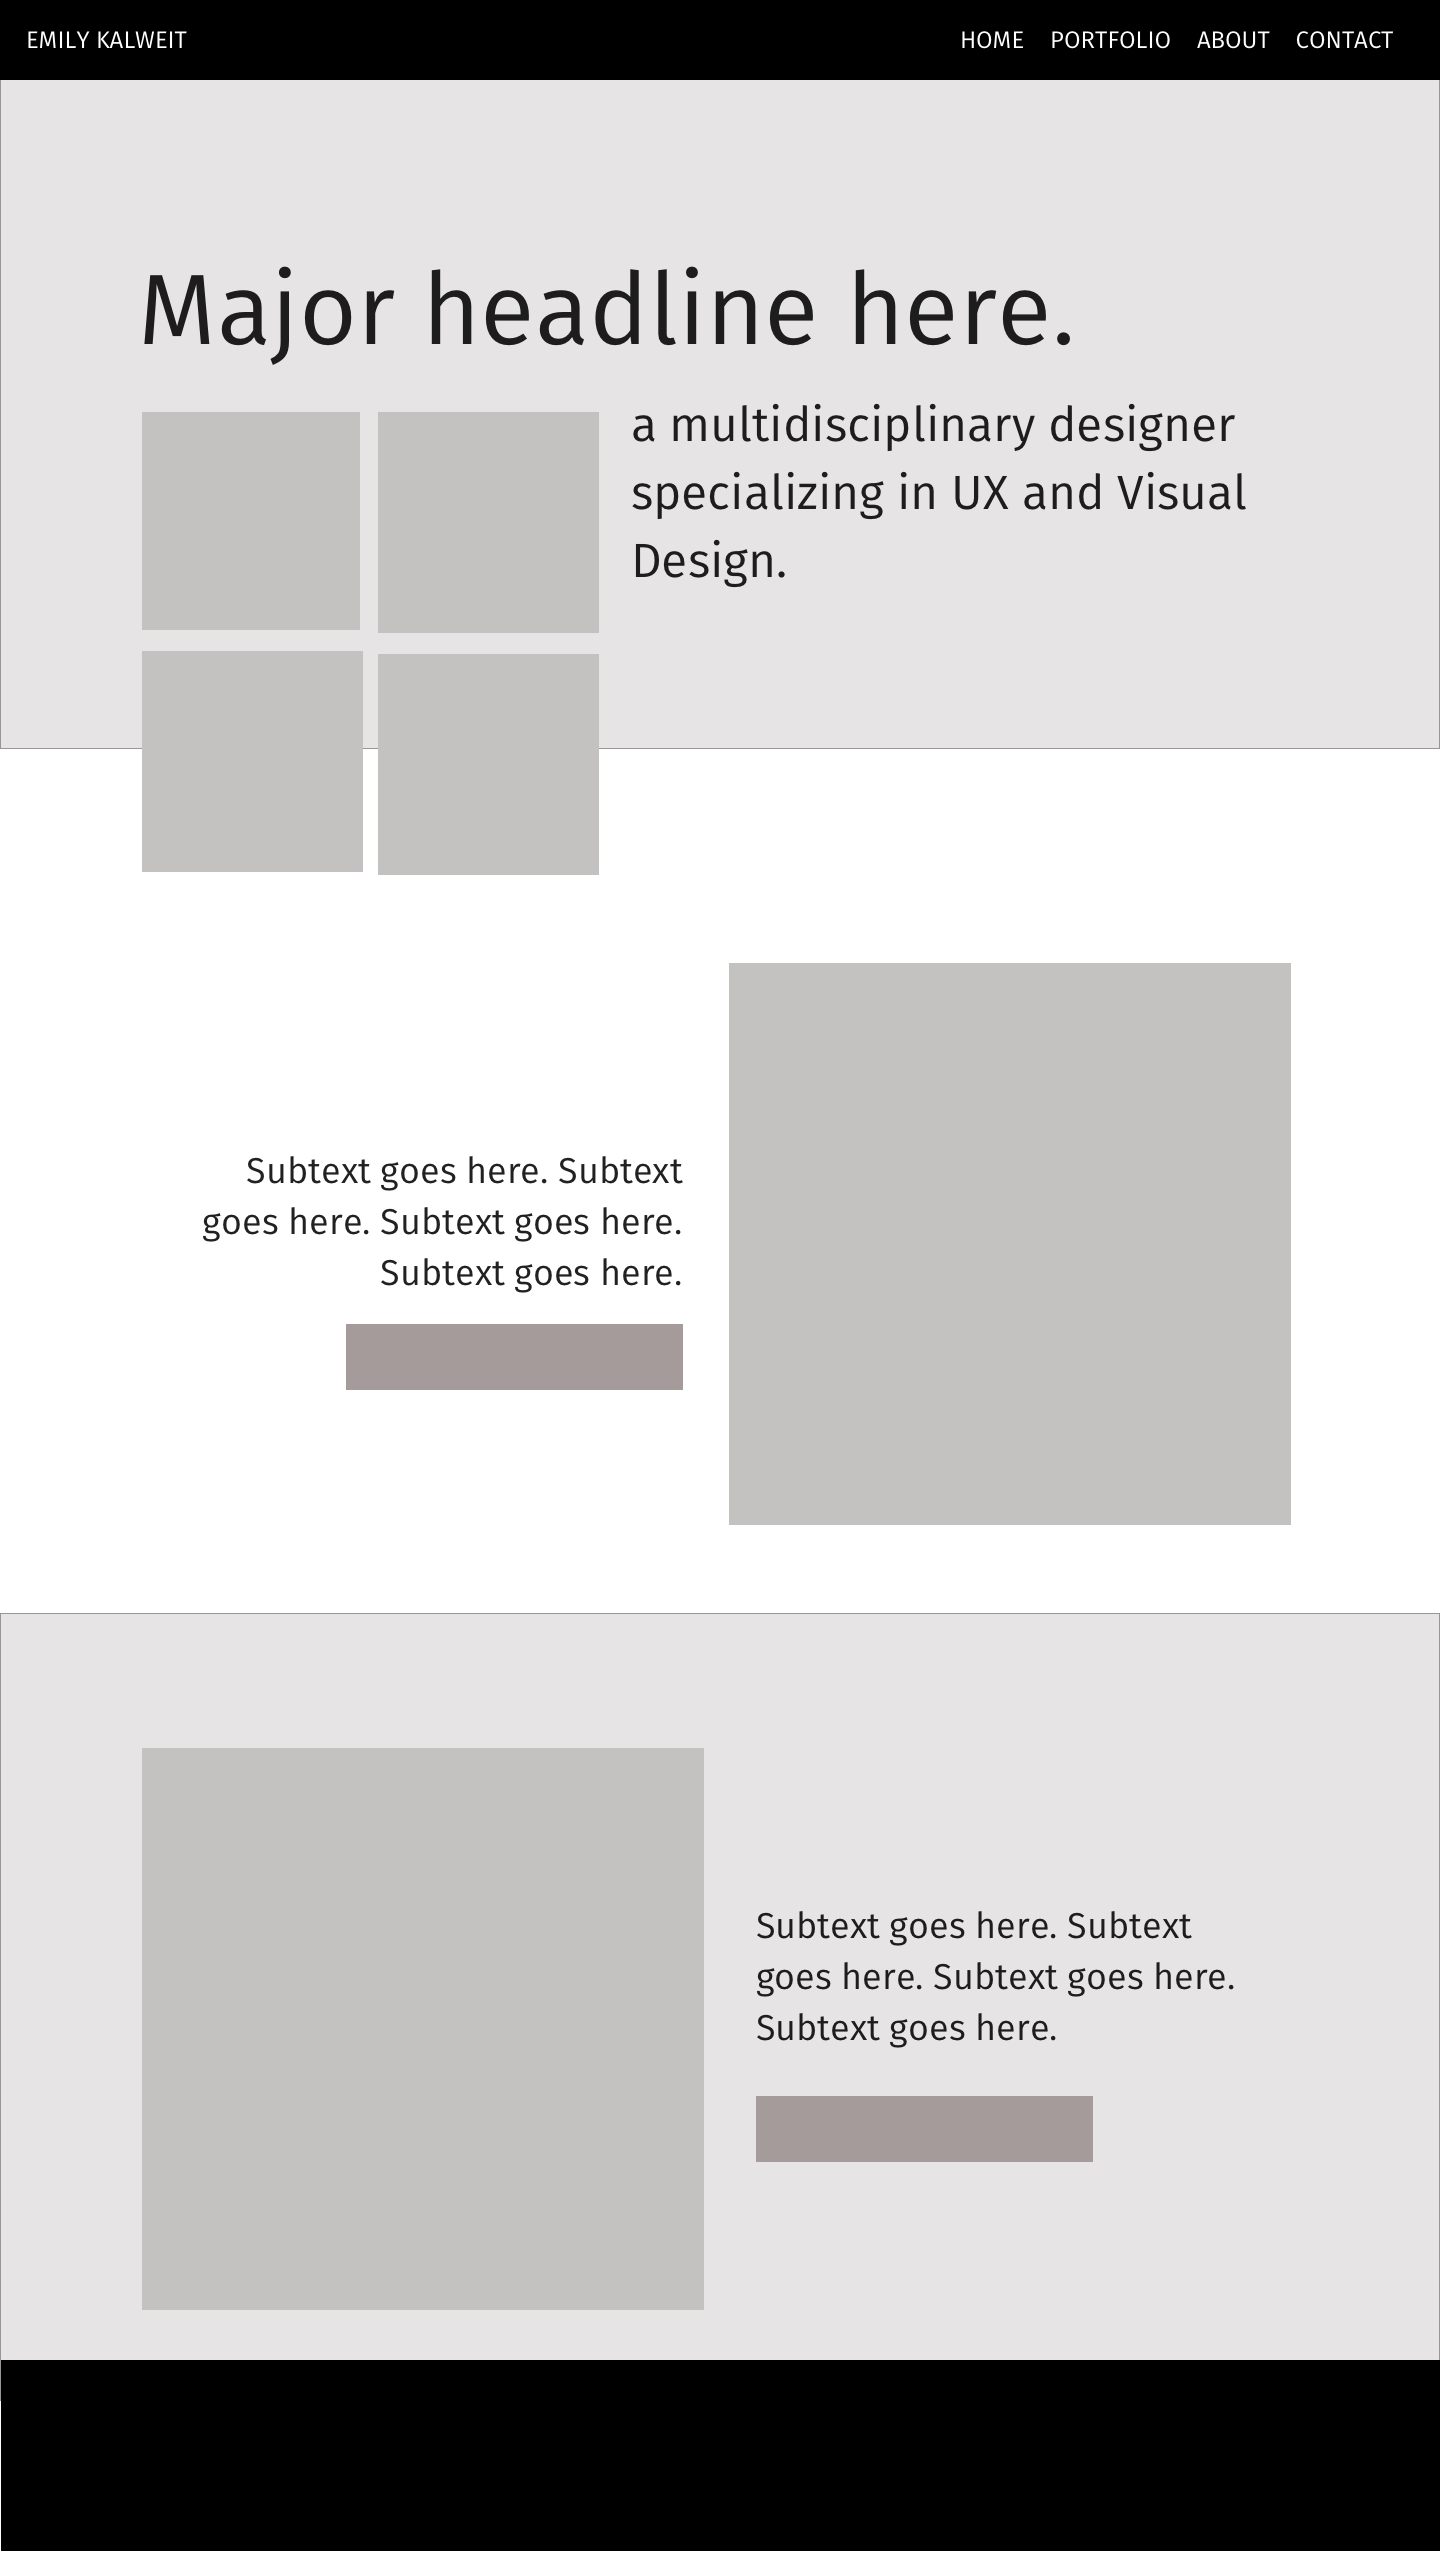 EMILY KALWEIT
HOME PORTFOLIO ABOUT CONTACT
Major headline here.
a multidisciplinary designer
specializing in UX and Visual
Design.
Subtext goes here. Subtext
goes here. Subtext goes here.
Subtext goes here.
Subtext goes here. Subtext
goes here. Subtext goes here.
Subtext goes here.